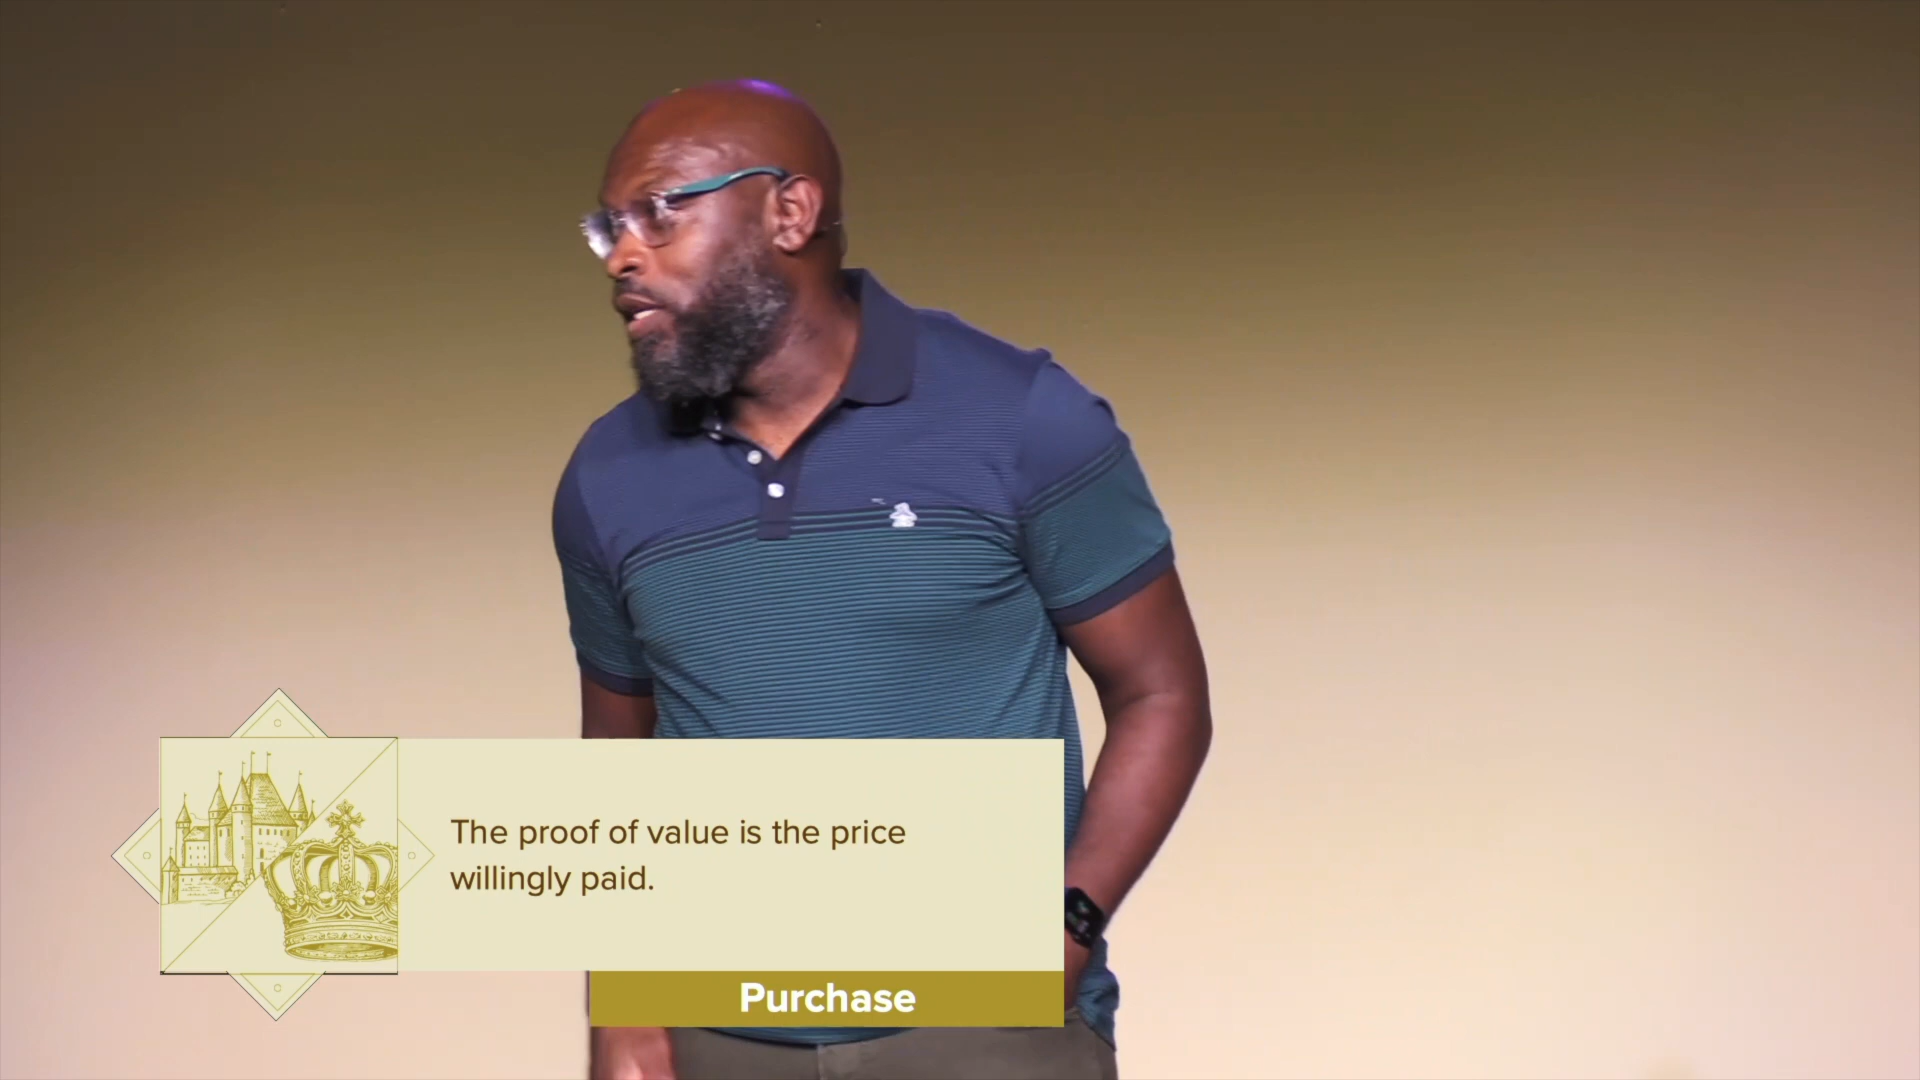 The proof of value is the price
willingly paid.
Purchase